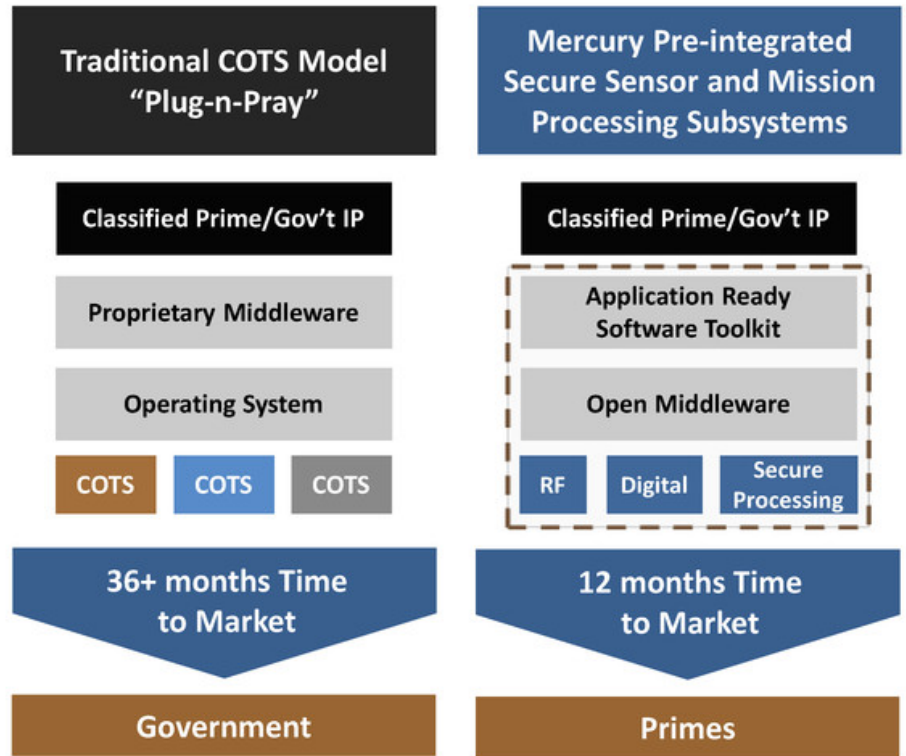 Traditional COTS Model
“Plug-n-Pray”
Classified Prime/Gov’t IP
Proprietary Middleware
Operating System
COTS
COTS
COTS
36+ months Time
to Market
Government
Mercury Pre-integrated
Secure Sensor and Mission
Processing Subsystems
Classified Prime/Gov’t IP
Application Ready
Software Toolkit
Open Middleware
RF
Digital
Secure
Processing
12 months Time
to Market
Primes